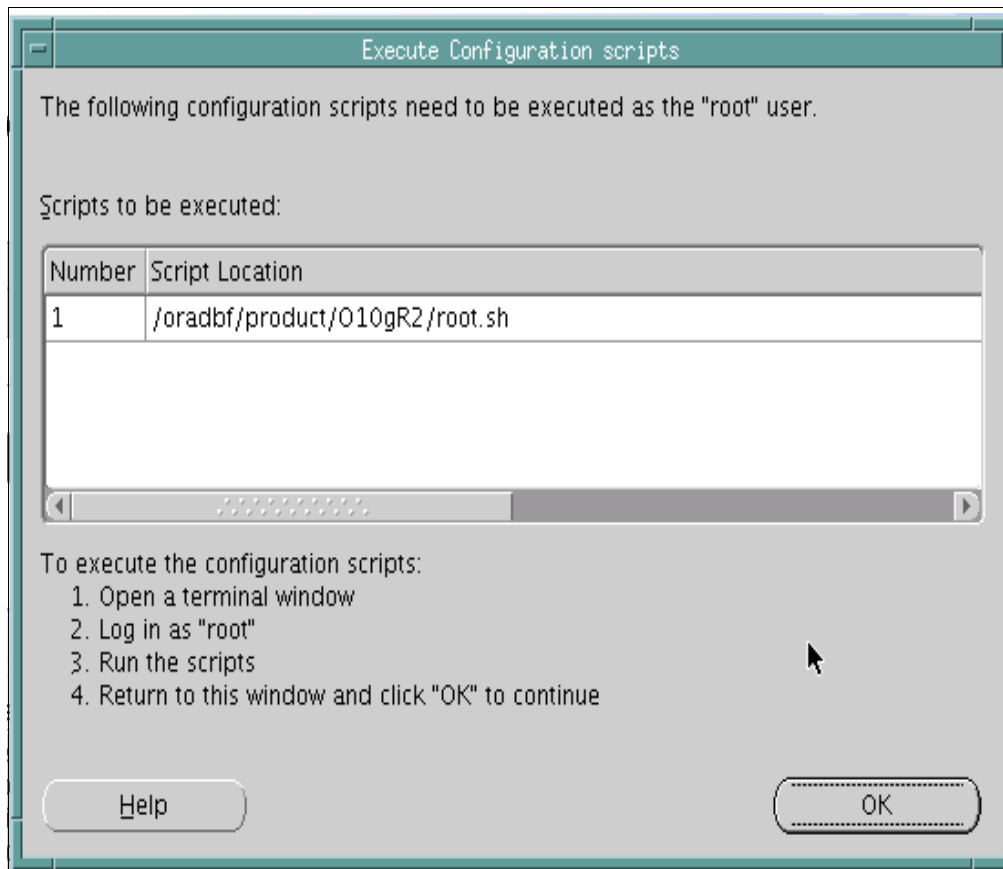 Execute Configuration scripts
The following configuration scripts need to be executed as the "root" user.
Scripts to be executed:
Number Script Location
1 /oradbf/product/O10gR2/root.sh
To execute the configuration scripts:
1. Open a terminal window
2. Log in as "root"
3. Run the scripts
4. Return to this window and click "OK" to continue
Help OK